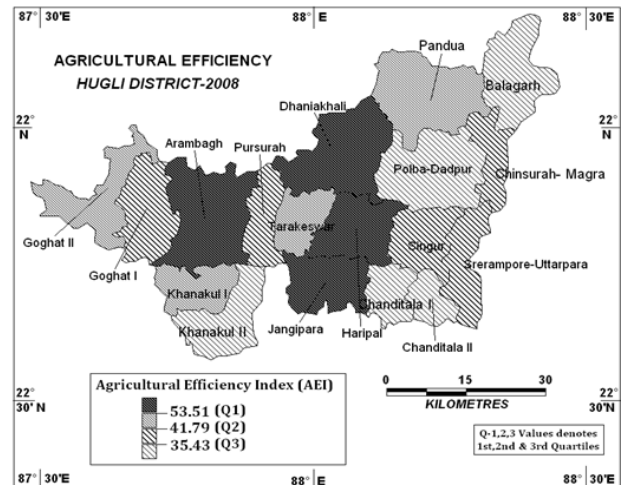 87° 30'E
88° E
88° 30'E
AGRICULTURAL EFFICIENCY
HUGLI DISTRICT-2008
Pandua
Balagarh
Dhaniakhali
22°
N
22°
N
Arambagh
Pursurah
Polba-Dadpur
Chinsurah- Magra
Tarakeswar
Goghat II
Singur
Goghat I
Srerampore-Uttarpara
Khanakul I
Chanditala I
Khanakul II
Jangipara
Haripal
Chanditala II
Agricultural Efficiency Index (AEI)
53.51 (Q1)
41.79 (Q2)
35.43 (Q3)
0 15 30
KILOMETRES
22°
30' N
22°
30'N
Q-1,2,3 Values denotes
1st,2nd & 3rd Quartiles
87° 30'E
88° E
88° 30'E